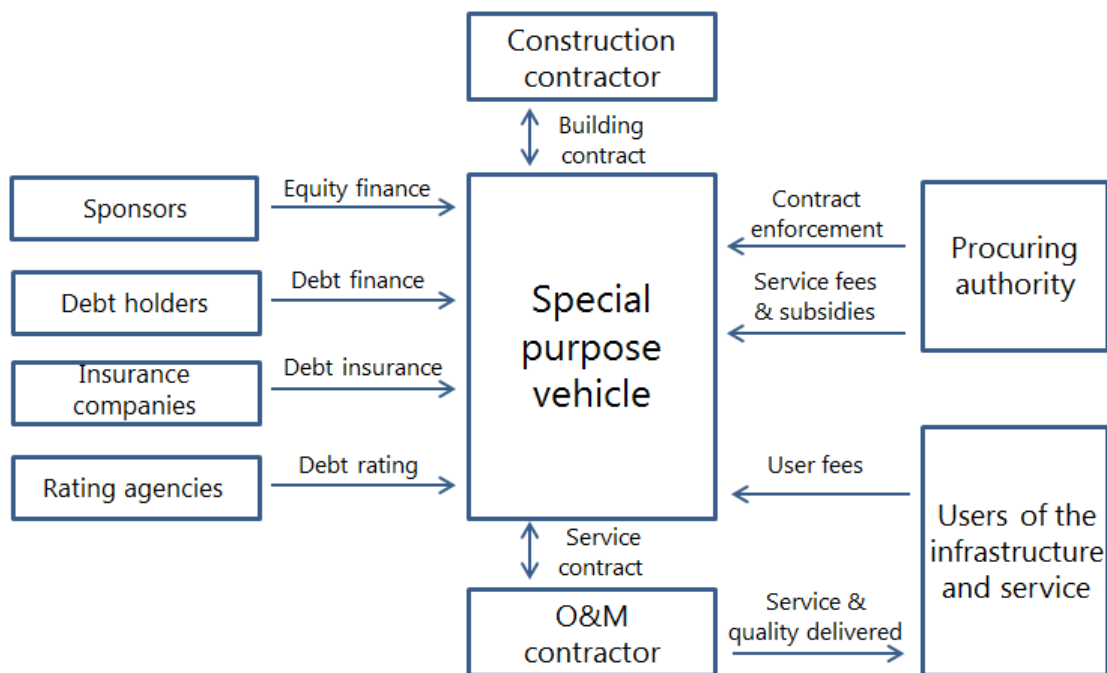 Construction
contractor
Building
contract
Sponsors
Equity finance
Debt holders
Debt finance
Insurance
companies
Debt insurance
Rating agencies
Debt rating
Special
purpose
vehicle
Contract
enforcement
Service fees
& subsidies
Procuring
authority
User fees
Users of the
infrastructure
and service
Service
contract
O&M
contractor
Service &
quality delivered